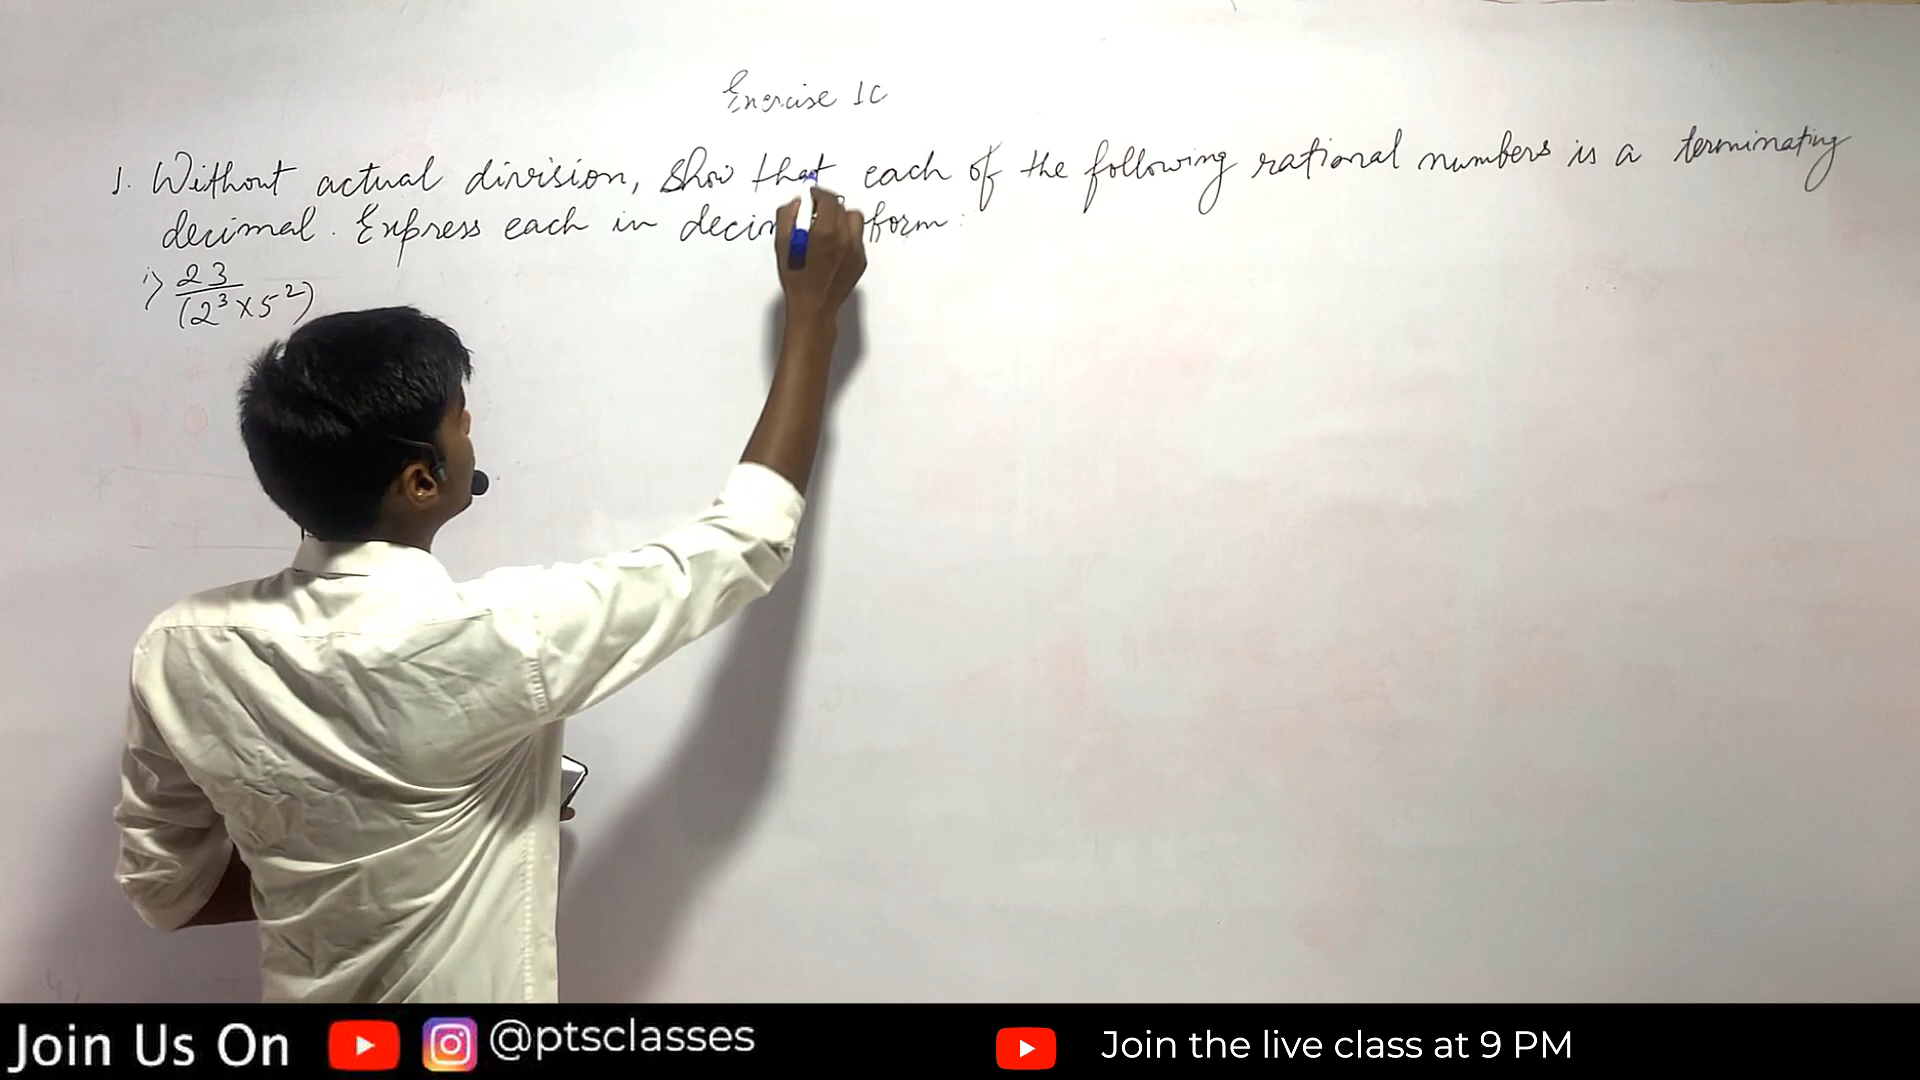 Exercise 1C
1. Without actual division, show that each of the following rational numbers is a terminating
decimal. Express each in form:
i) 23/(2³×5²)
Join Us On @ptsclasses Join the live class at 9 PM